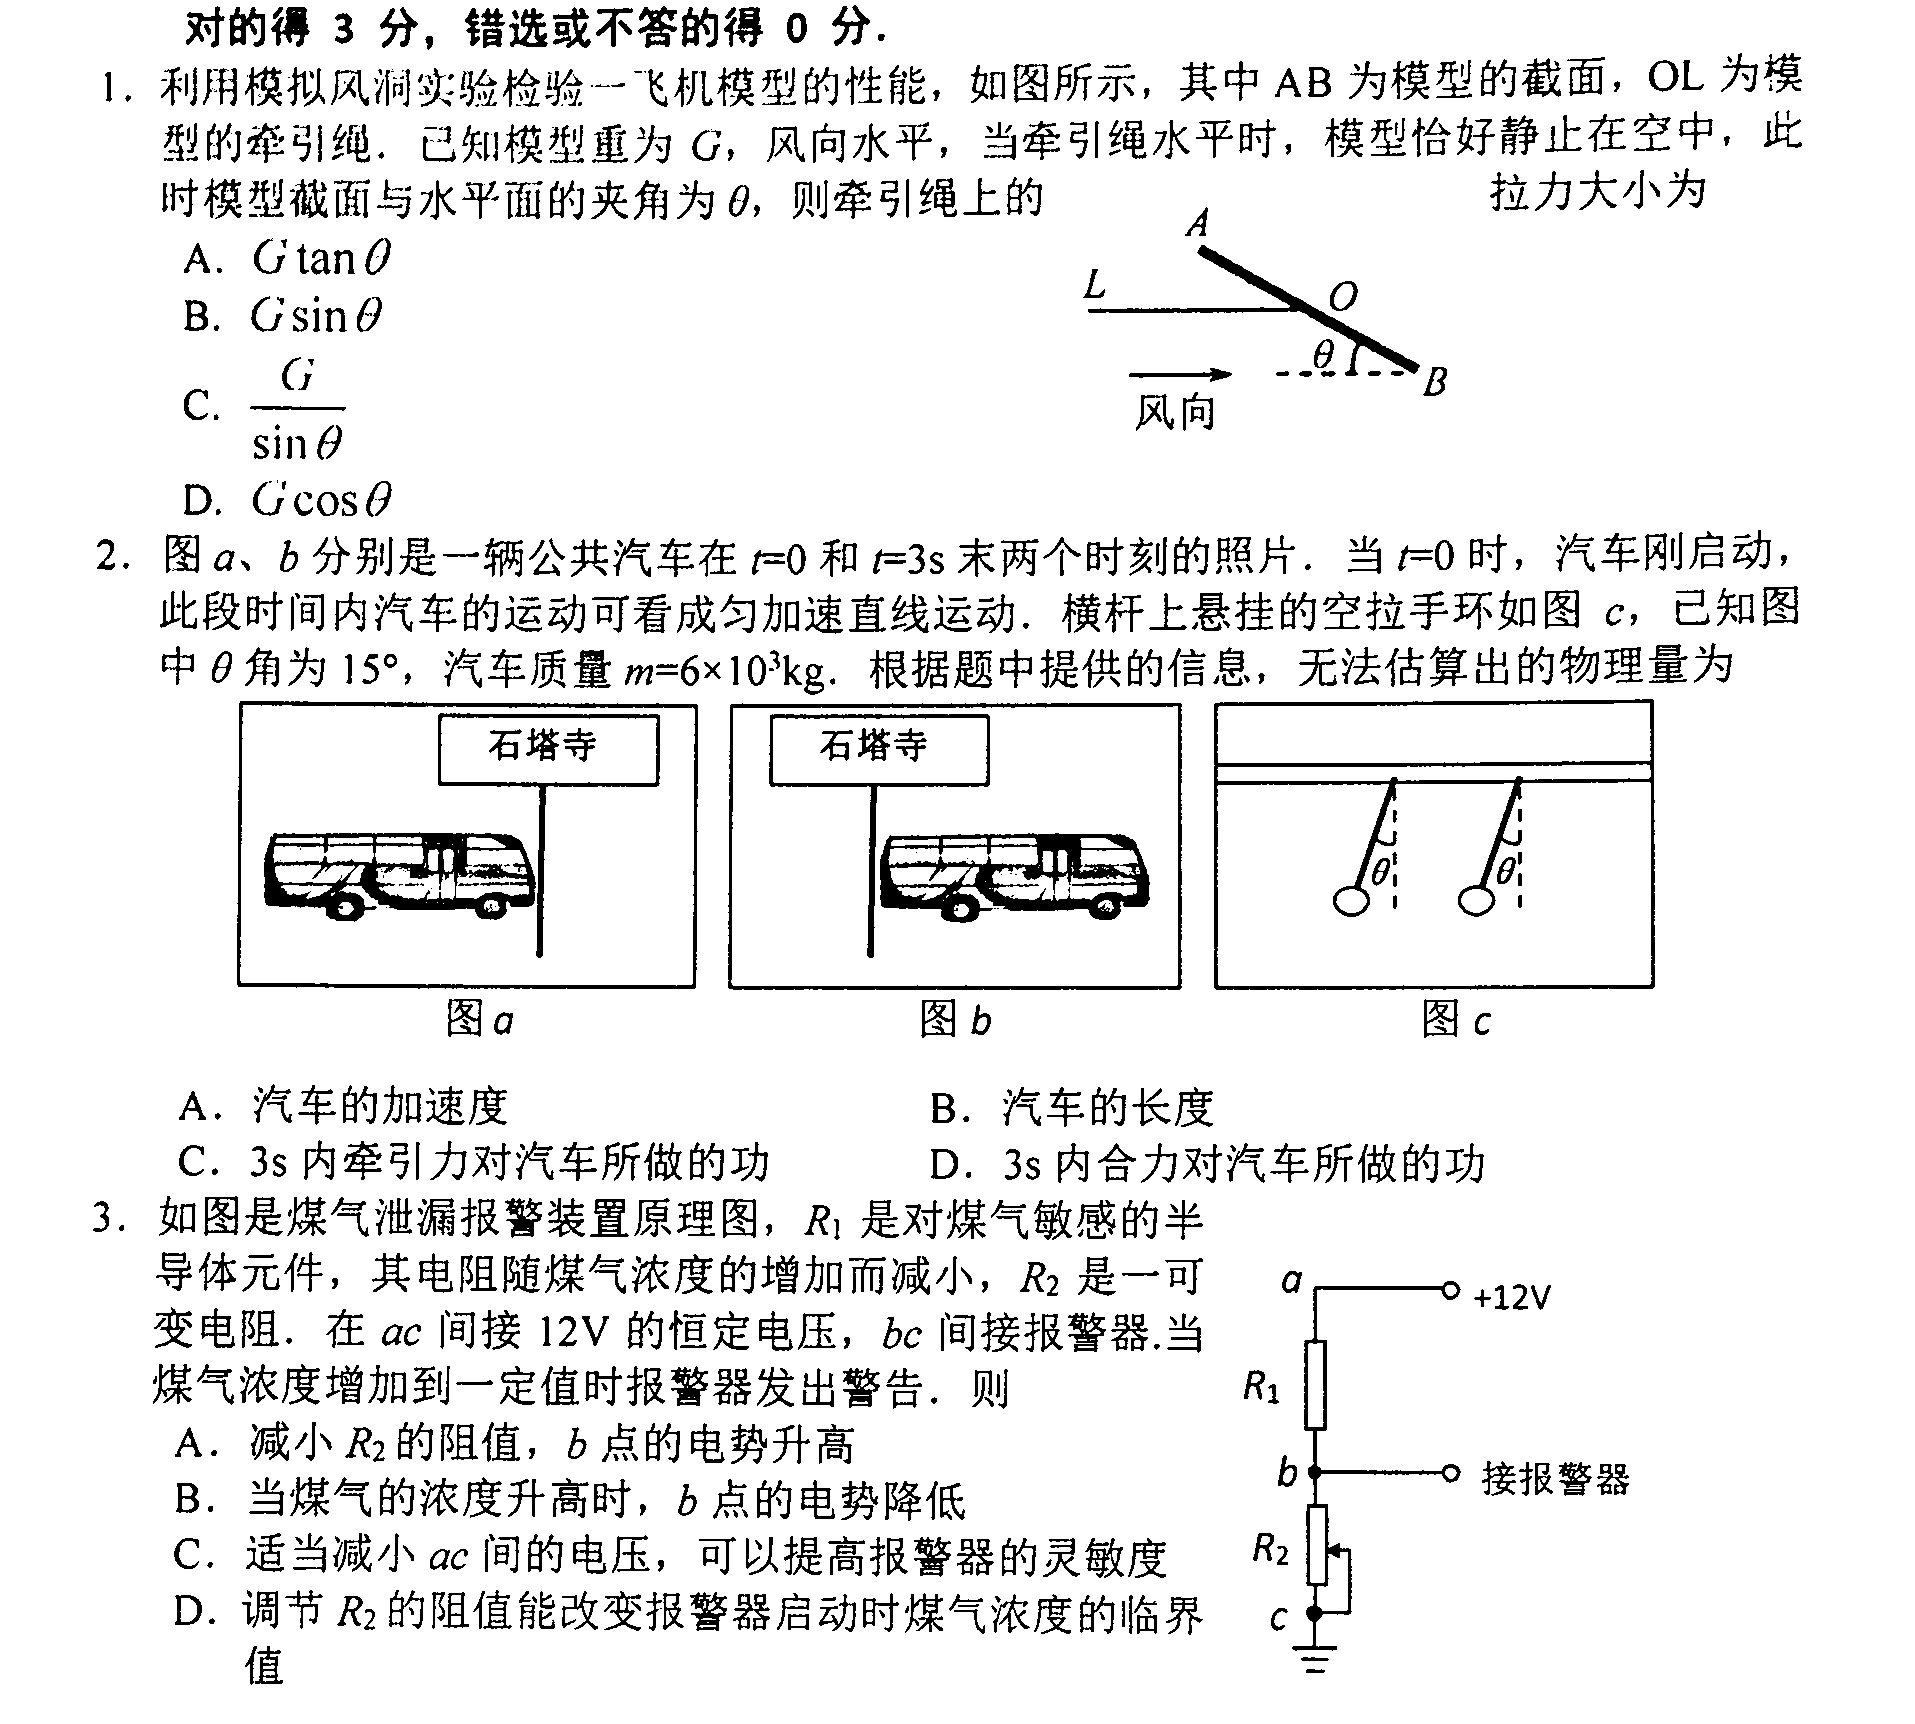 对的得 3 分，错选或不答的得 0 分．
1. 利用模拟风洞实验检验一飞机模型的性能，如图所示，其中 AB 为模型的截面，OL 为模
型的牵引绳．已知模型重为 G，风向水平，当牵引绳水平时，模型恰好静止在空中，此
时模型截面与水平面的夹角为 θ，则牵引绳上的 拉力大小为
A. G tan θ
B. G sin θ
C. G / sin θ
D. G cos θ
A
L
O
θ
B
风向
2. 图 a、b 分别是一辆公共汽车在 t=0 和 t=3s 末两个时刻的照片．当 t=0 时，汽车刚启动，
此段时间内汽车的运动可看成匀加速直线运动．横杆上悬挂的空拉手环如图 c，已知图
中 θ 角为 15°，汽车质量 m=6×10³kg．根据题中提供的信息，无法估算出的物理量为
石塔寺 石塔寺
θ θ
图 a 图 b 图 c
A．汽车的加速度 B．汽车的长度
C．3s 内牵引力对汽车所做的功 D．3s 内合力对汽车所做的功
3. 如图是煤气泄漏报警装置原理图，R₁ 是对煤气敏感的半
导体元件，其电阻随煤气浓度的增加而减小，R₂ 是一可
变电阻．在 ac 间接 12V 的恒定电压，bc 间接报警器.当
煤气浓度增加到一定值时报警器发出警告．则
A．减小 R₂ 的阻值，b 点的电势升高
B．当煤气的浓度升高时，b 点的电势降低
C．适当减小 ac 间的电压，可以提高报警器的灵敏度
D．调节 R₂ 的阻值能改变报警器启动时煤气浓度的临界
值
a +12V
R₁
b 接报警器
R₂
c